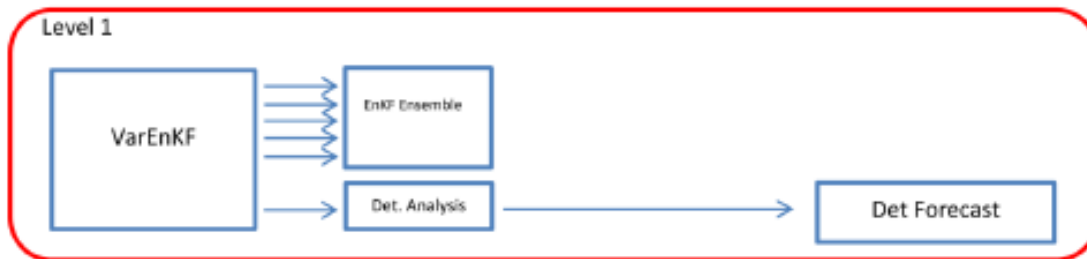 Level 1
VarEnKF
EnKF Ensemble
Det. Analysis
Det Forecast